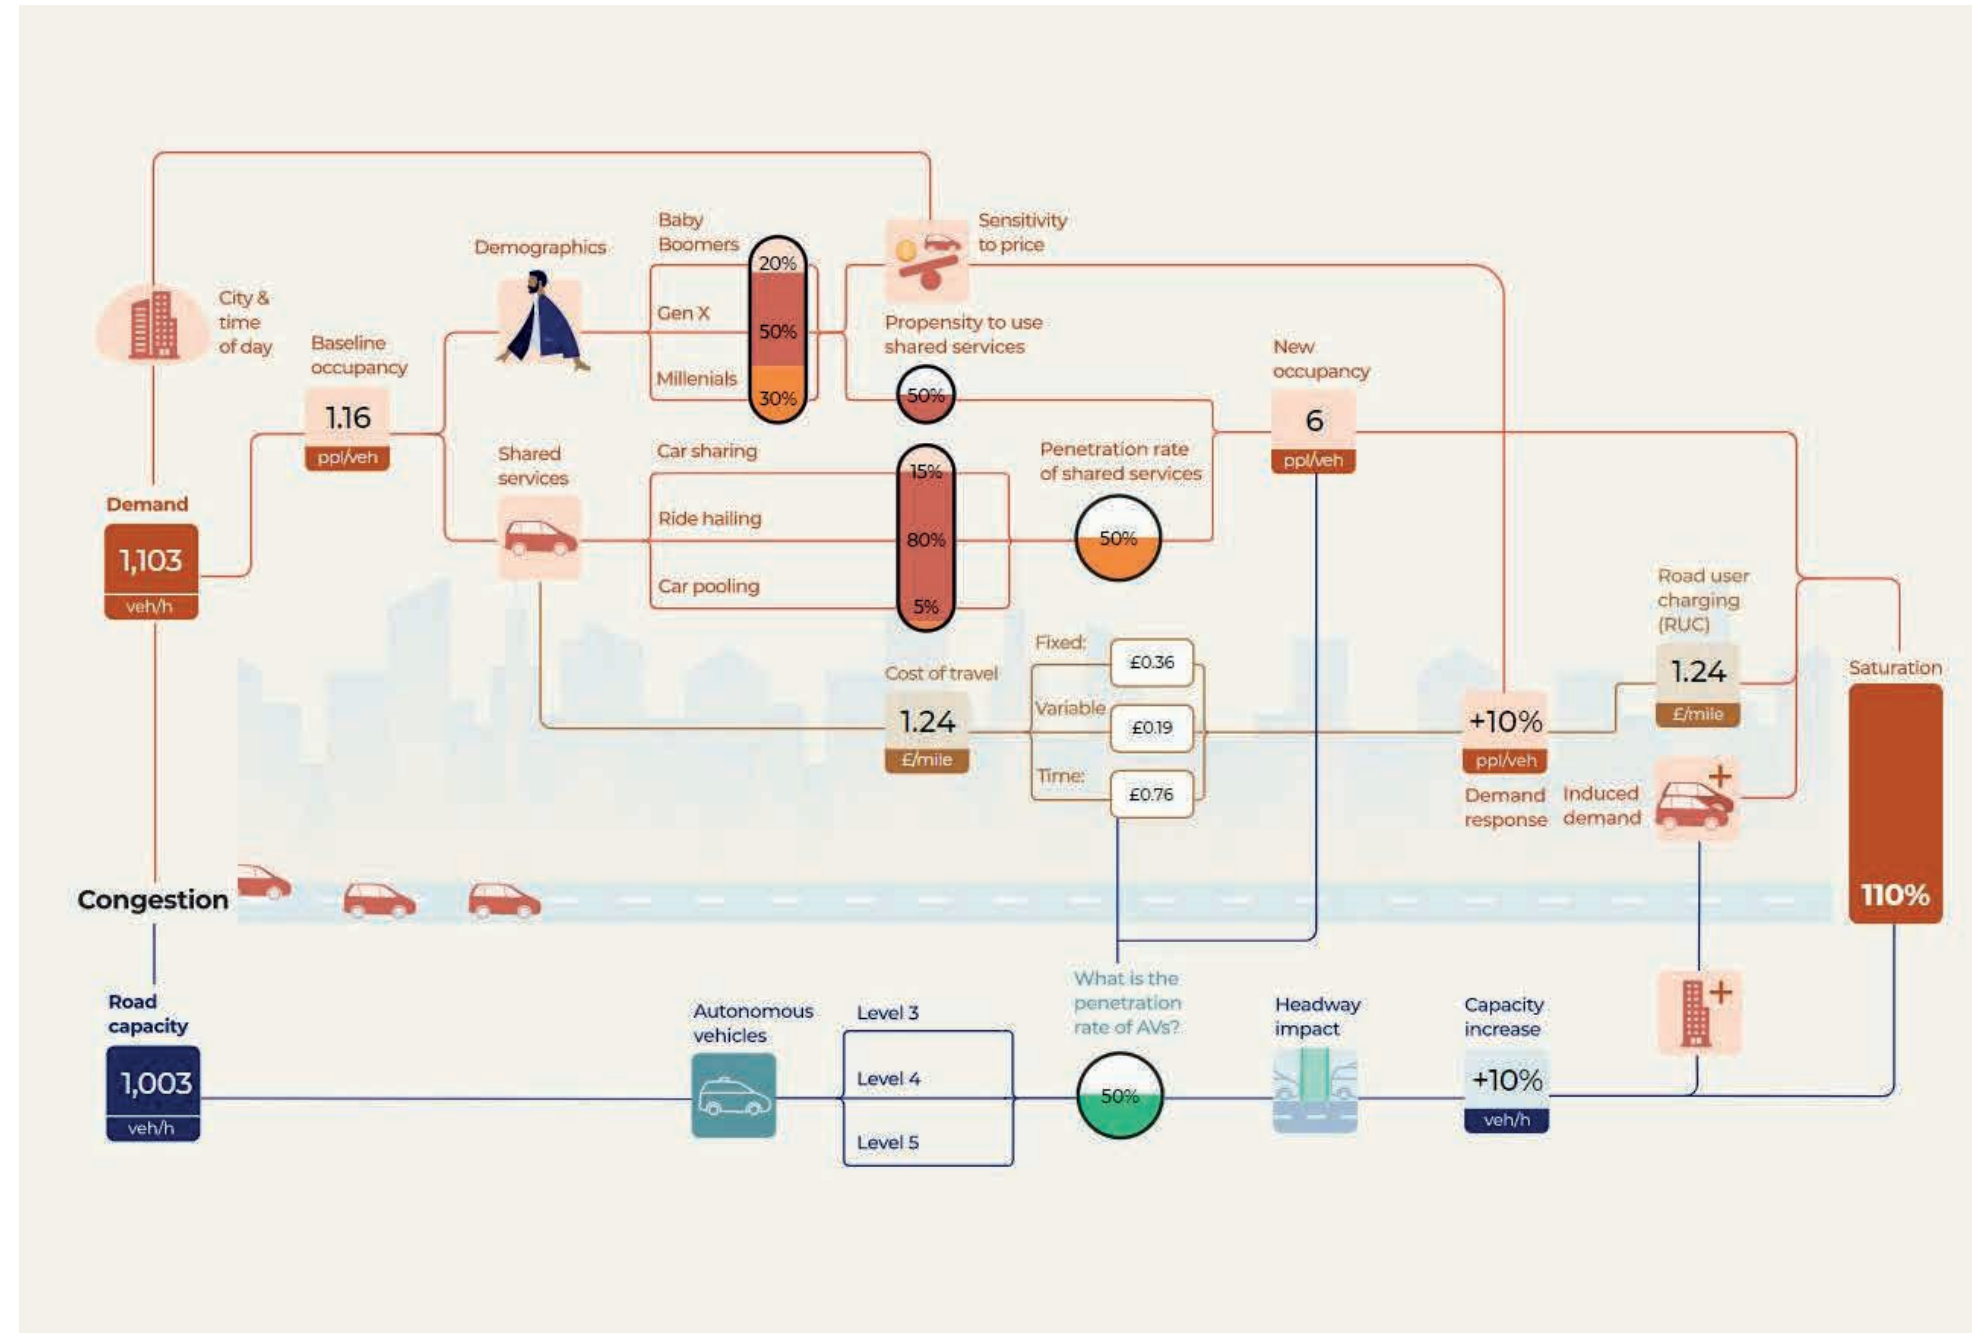 City &
time
of day
Demand
1,103
veh/h
Baseline
occupancy
1.16
ppl/veh
Demographics
Baby
Boomers
20%
Gen X
50%
Millenials
30%
Sensitivity
to price
Propensity to use
shared services
50%
Shared
services
Car sharing
15%
Ride hailing
80%
Car pooling
5%
Penetration rate
of shared services
50%
New
occupancy
6
ppl/veh
Cost of travel
1.24
£/mile
Fixed:
£0.36
Variable
£0.19
Time:
£0.76
+10%
ppl/veh
Demand
response
Road user
charging
(RUC)
1.24
£/mile
Induced
demand
Saturation
110%
Congestion
Road
capacity
1,003
veh/h
Autonomous
vehicles
Level 3
Level 4
Level 5
What is the
penetration
rate of AVs?
50%
Headway
impact
Capacity
increase
+10%
veh/h